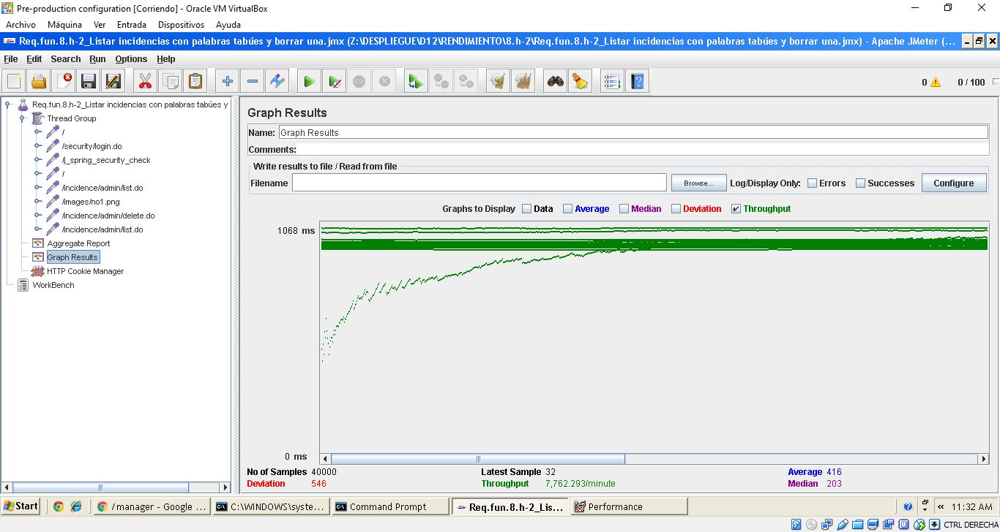 Pre-production configuration [Corriendo] - Oracle VM VirtualBox
Archivo Máquina Ver Entrada Dispositivos Ayuda
Req.fun.8.h-2_Listar incidencias con palabras tabúes y borrar una.jmx (Z:\DESPLIEGUE\D12\RENDIMIENTO\8.h-2\Req.fun.8.h-2_Listar incidencias con palabras tabúes y borrar una.jmx) - Apache JMeter (...
File Edit Search Run Options Help
0 0 / 100
Req.fun.8.h-2_Listar incidencias con palabras tabúes y
Thread Group
/
/security/login.do
/j_spring_security_check
/
/incidence/admin/list.do
/images/no1.png
/incidence/admin/delete.do
/incidence/admin/list.do
Aggregate Report
Graph Results
HTTP Cookie Manager
WorkBench
Graph Results
Name: Graph Results
Comments:
Write results to file / Read from file
Filename Browse... Log/Display Only: Errors Successes Configure
Graphs to Display Data Average Median Deviation Throughput
1068 ms
0 ms
No of Samples 40000 Latest Sample 32 Average 416
Deviation 546 Throughput 7,762.293/minute Median 203
Start /manager - Google ... C:\WINDOWS\syste... Command Prompt Req.fun.8.h-2_Lis... Performance « 11:32 AM
CTRL DERECHA